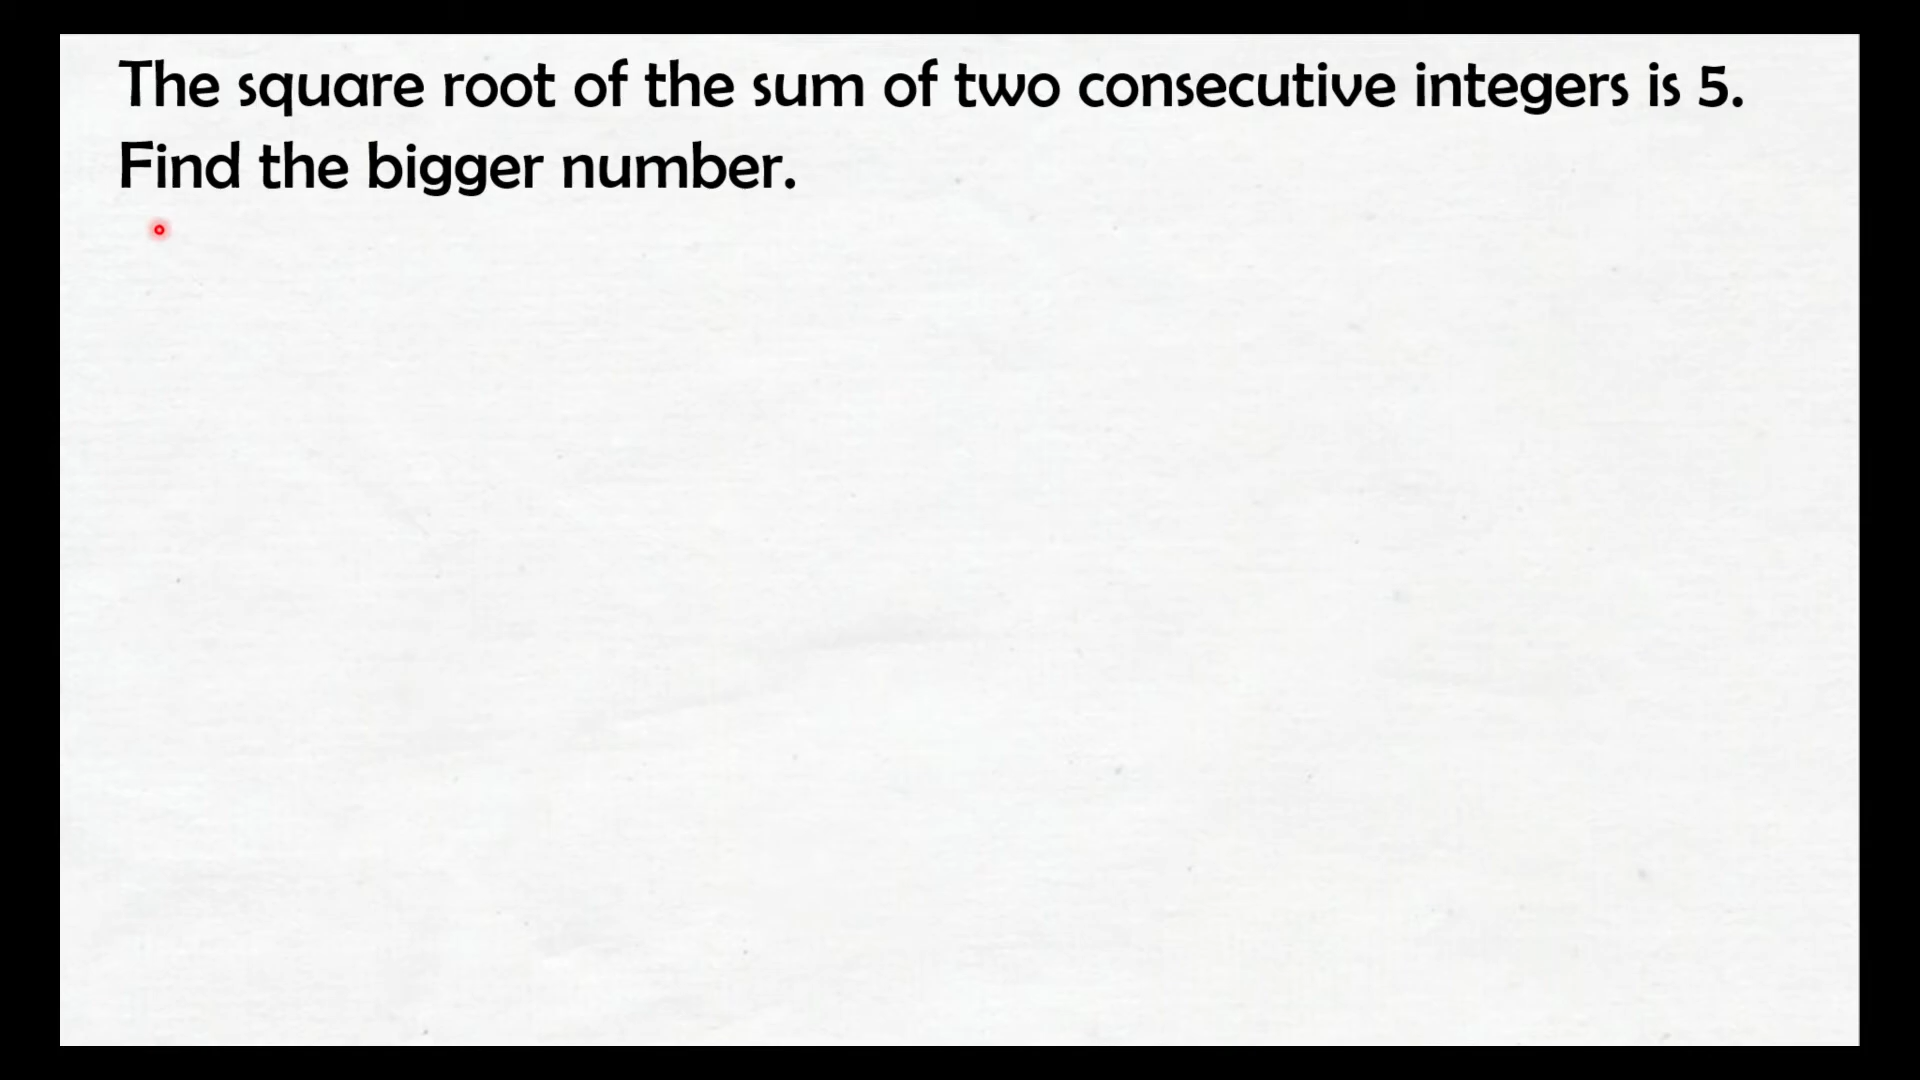 The square root of the sum of two consecutive integers is 5.
Find the bigger number.